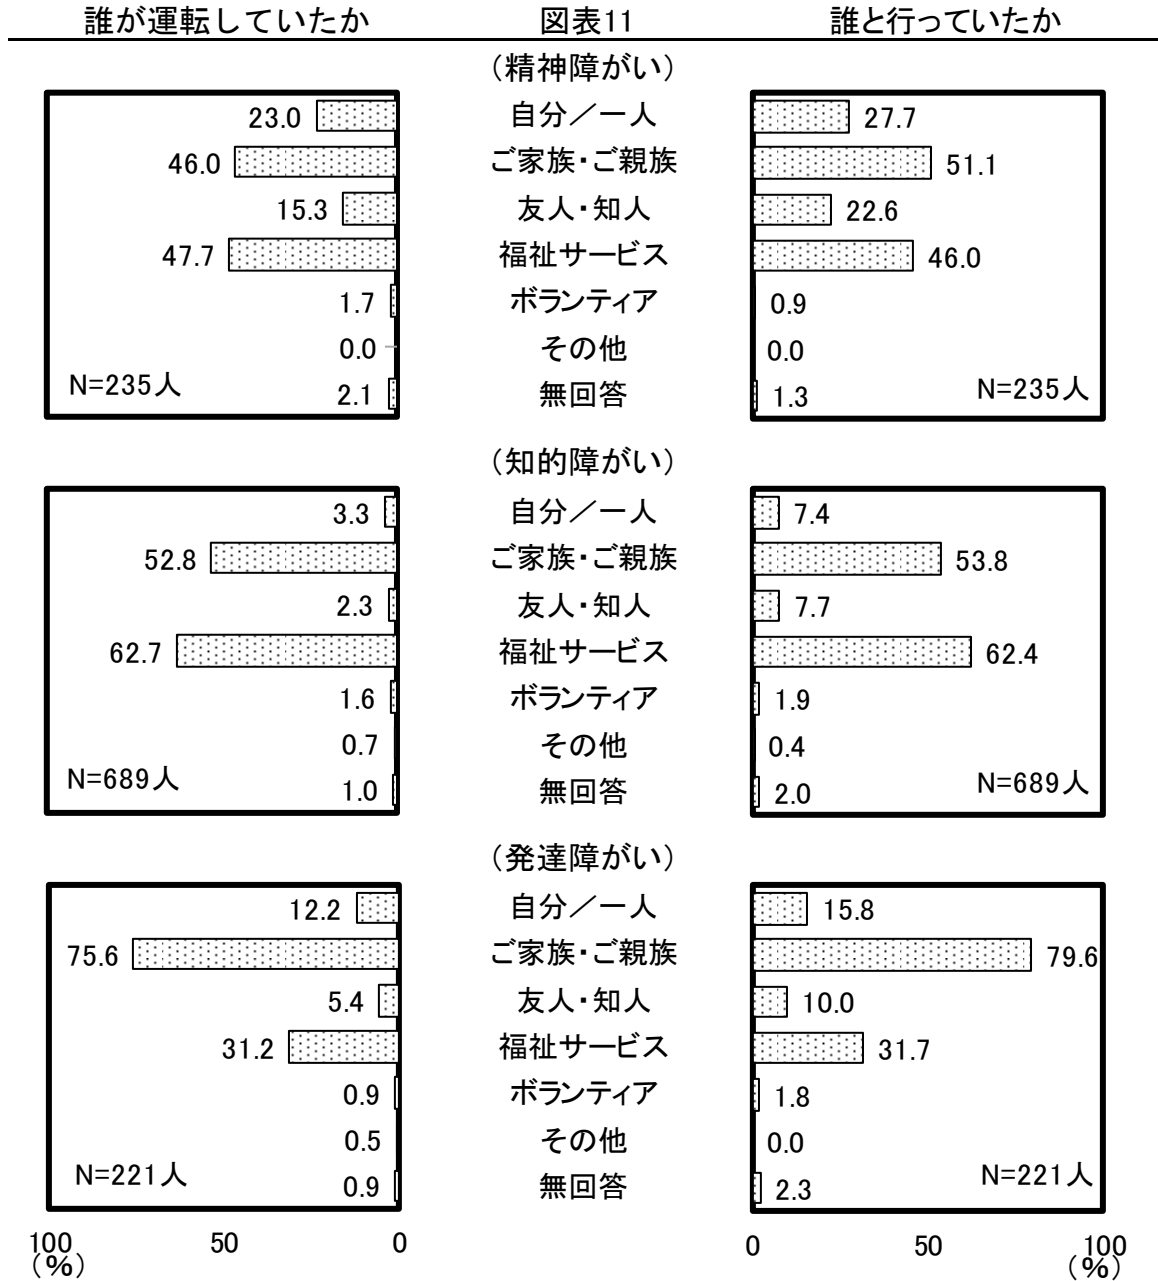 誰が運転していたか 図表11 誰と行っていたか
（精神障がい）
23.0 自分／一人 27.7
46.0 ご家族・ご親族 51.1
15.3 友人・知人 22.6
47.7 福祉サービス 46.0
1.7 ボランティア 0.9
0.0 その他 0.0
N=235人 2.1 無回答 1.3 N=235人
（知的障がい）
3.3 自分／一人 7.4
52.8 ご家族・ご親族 53.8
2.3 友人・知人 7.7
62.7 福祉サービス 62.4
1.6 ボランティア 1.9
0.7 その他 0.4
N=689人 1.0 無回答 2.0 N=689人
（発達障がい）
12.2 自分／一人 15.8
75.6 ご家族・ご親族 79.6
5.4 友人・知人 10.0
31.2 福祉サービス 31.7
0.9 ボランティア 1.8
0.5 その他 0.0
N=221人 0.9 無回答 2.3 N=221人
100 50 0 0 50 100
（%） （%）